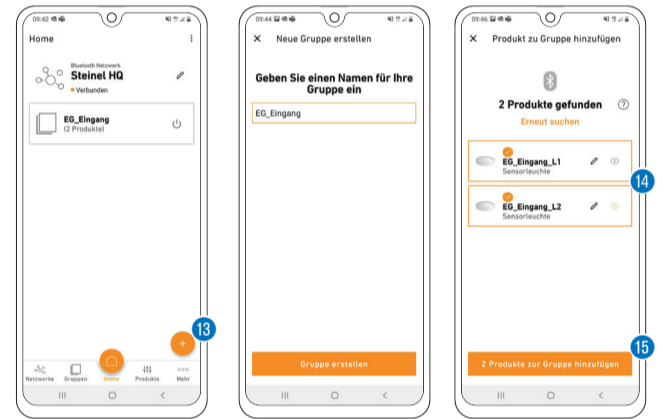 09:42
Home
Bluetooth Netzwerk
Steinel HQ
Verbunden
EG_Eingang
(2 Produkte)
13
+
Netzwerke Gruppen Home Produkte Mehr
09:44
Neue Gruppe erstellen
Geben Sie einen Namen für Ihre
Gruppe ein
EG_Eingang
Gruppe erstellen
09:46
Produkt zu Gruppe hinzufügen
2 Produkte gefunden ?
Erneut suchen
EG_Eingang_L1
Sensorleuchte
14
EG_Eingang_L2
Sensorleuchte
15
2 Produkte zur Gruppe hinzufügen